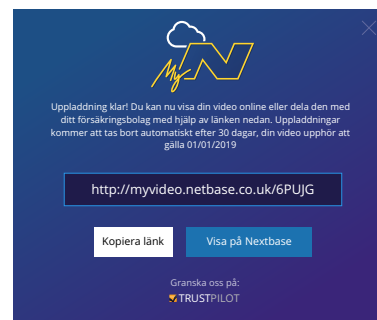 My N
Uppladdning klar! Du kan nu visa din video online eller dela den med
ditt försäkringsbolag med hjälp av länken nedan. Uppladdningar
kommer att tas bort automatiskt efter 30 dagar, din video upphör att
gälla 01/01/2019
http://myvideo.netbase.co.uk/6PUJG
Kopiera länk Visa på Nextbase
Granska oss på:
TRUSTPILOT